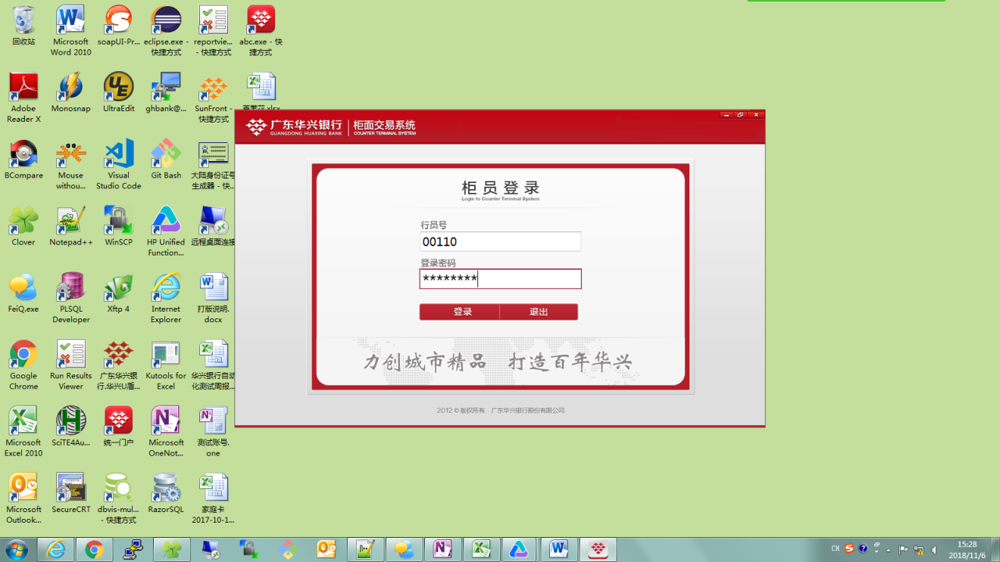 回收站
Microsoft
Word 2010
soapUI-Pr...
eclipse.exe -
快捷方式
reportvie...
- 快捷方式
abc.exe - 快
捷方式
Adobe
Reader X
Monosnap
UltraEdit
ghbank@...
SunFront -
快捷方式
BCompare
Mouse
withou...
Visual
Studio Code
Git Bash
大陆身份证号
生成器 - 快...
Clover
Notepad++
WinSCP
HP Unified
Function...
远程桌面连接
FeiQ.exe
PLSQL
Developer
Xftp 4
Internet
Explorer
打版说明.
docx
Google
Chrome
Run Results
Viewer
广东华兴银
行.华兴U盾...
Kutools for
Excel
华兴银行自动
化测试周报...
Microsoft
Excel 2010
SciTE4Au...
统一门户
Microsoft
OneNot...
测试账号.
one
Microsoft
Outlook...
SecureCRT
dbvis-mul...
- 快捷方式
RazorSQL
家庭卡
2017-10-1...
广东华兴银行
GUANGDONG HUAXING BANK
柜面交易系统
COUNTER TERMINAL SYSTEM
柜员登录
Login to Counter Terminal System
行员号
00110
登录密码
********
登录
退出
力创城市精品 打造百年华兴
2012 © 版权所有 广东华兴银行股份有限公司
CH
15:28
2018/11/6